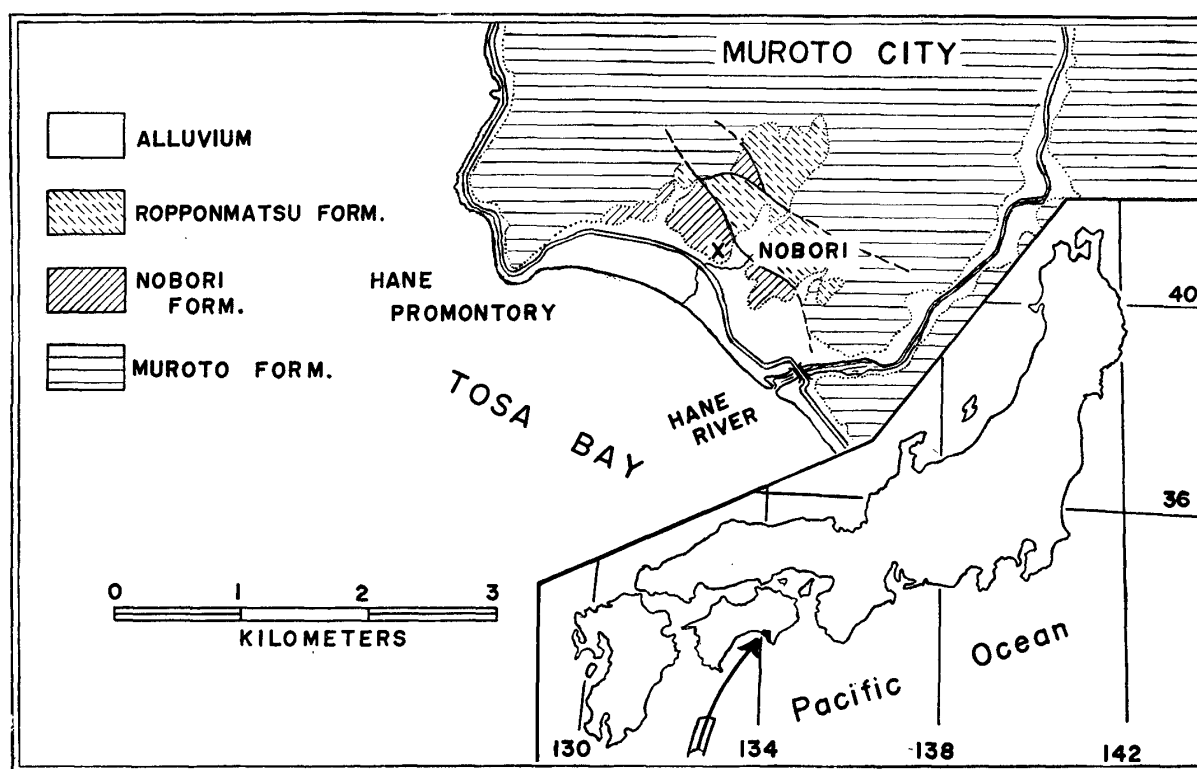 MUROTO CITY
ALLUVIUM
ROPPONMATSU FORM.
NOBORI
FORM.
MUROTO FORM.
HANE
PROMONTORY
X NOBORI
TOSA BAY
HANE
RIVER
0 1 2 3
KILOMETERS
40
36
Pacific Ocean
130 134 138 142